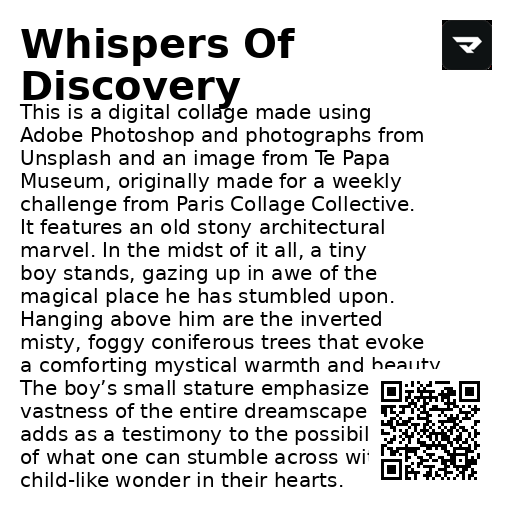 Whispers Of
Discovery
This is a digital collage made using
Adobe Photoshop and photographs from
Unsplash and an image from Te Papa
Museum, originally made for a weekly
challenge from Paris Collage Collective.
It features an old stony architectural
marvel. In the midst of it all, a tiny
boy stands, gazing up in awe of the
magical place he has stumbled upon.
Hanging above him are the inverted
misty, foggy coniferous trees that evoke
a comforting mystical warmth and beauty
The boy’s small stature emphasize
vastness of the entire dreamscape
adds as a testimony to the possibil
of what one can stumble across wi
child-like wonder in their hearts.